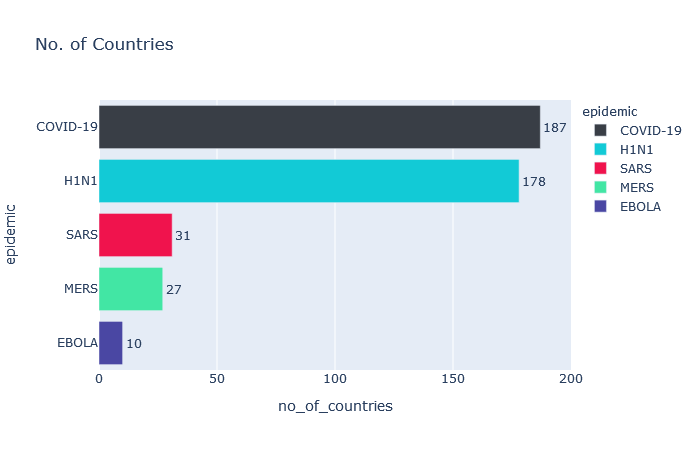 No. of Countries
epidemic
COVID-19
187
H1N1
178
SARS
31
MERS
27
EBOLA
10
0
50
100
150
200
no_of_countries
epidemic
COVID-19
H1N1
SARS
MERS
EBOLA